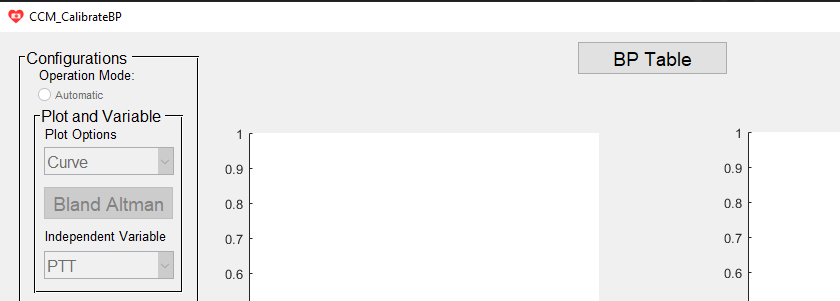 CCM_CalibrateBP
Configurations
Operation Mode:
Automatic
Plot and Variable
Plot Options
Curve
Bland Altman
Independent Variable
PTT
BP Table
1
0.9
0.8
0.7
0.6
1
0.9
0.8
0.7
0.6